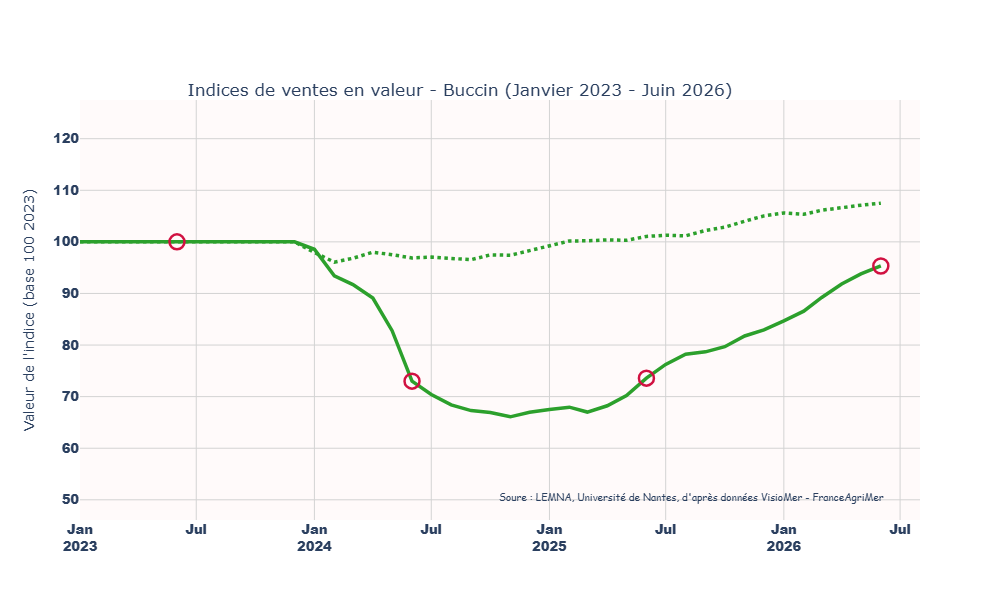 Indices de ventes en valeur - Buccin (Janvier 2023 - Juin 2026)
Valeur de l'indice (base 100 2023)
120
110
100
90
80
70
60
50
Soure : LEMNA, Université de Nantes, d'après données VisioMer - FranceAgriMer
Jan Jul Jan Jul Jan Jul Jan Jul
2023 2024 2025 2026